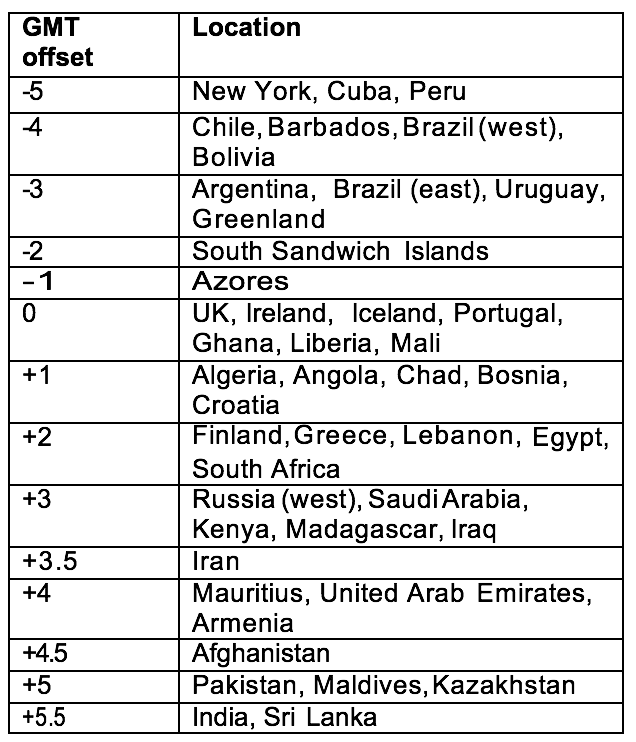 GMT offset Location
-5 New York, Cuba, Peru
-4 Chile, Barbados, Brazil (west),
Bolivia
-3 Argentina, Brazil (east), Uruguay,
Greenland
-2 South Sandwich Islands
-1 Azores
0 UK, Ireland, Iceland, Portugal,
Ghana, Liberia, Mali
+1 Algeria, Angola, Chad, Bosnia,
Croatia
+2 Finland, Greece, Lebanon, Egypt,
South Africa
+3 Russia (west), Saudi Arabia,
Kenya, Madagascar, Iraq
+3.5 Iran
+4 Mauritius, United Arab Emirates,
Armenia
+4.5 Afghanistan
+5 Pakistan, Maldives, Kazakhstan
+5.5 India, Sri Lanka